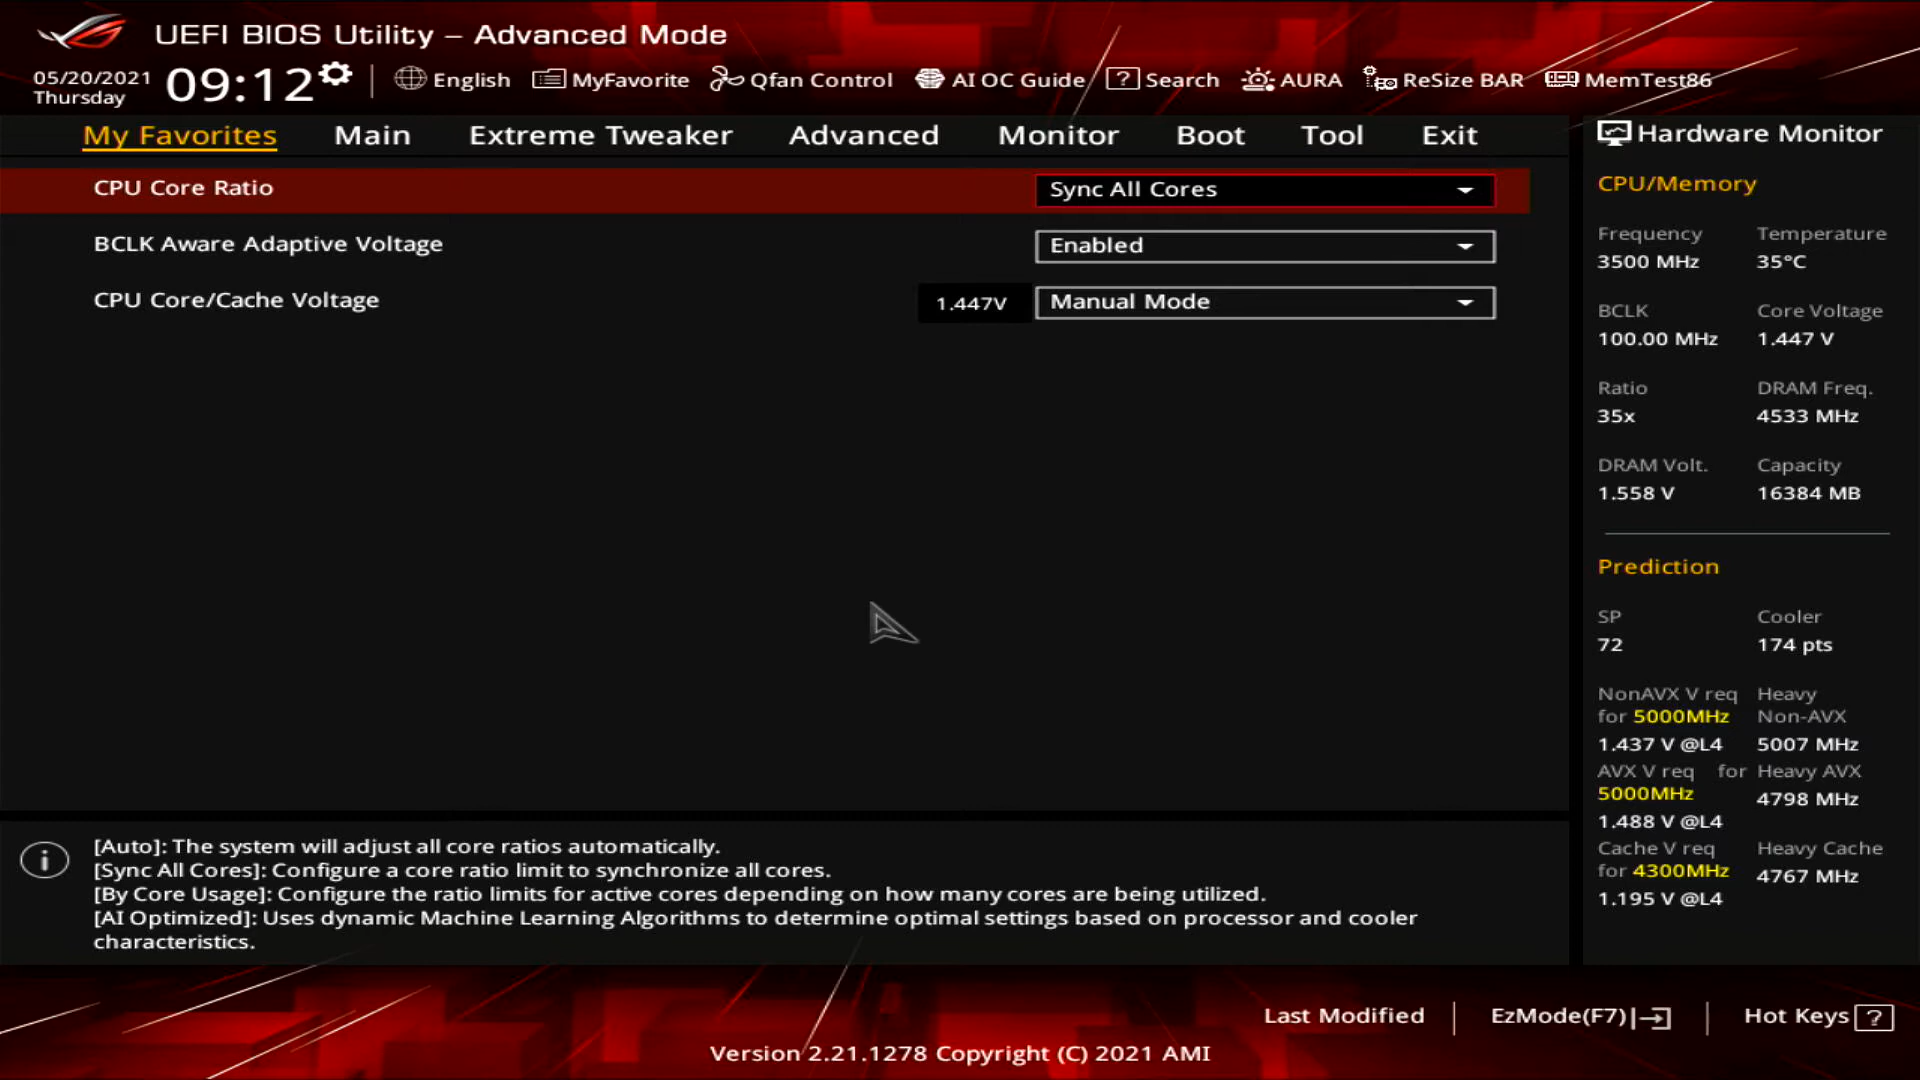 UEFI BIOS Utility – Advanced Mode
05/20/2021
Thursday
09:12
English
MyFavorite
Qfan Control
AI OC Guide
? Search
AURA
ReSize BAR
MemTest86
My Favorites
Main
Extreme Tweaker
Advanced
Monitor
Boot
Tool
Exit
CPU Core Ratio
Sync All Cores
BCLK Aware Adaptive Voltage
Enabled
CPU Core/Cache Voltage
1.447V
Manual Mode
[Auto]: The system will adjust all core ratios automatically.
[Sync All Cores]: Configure a core ratio limit to synchronize all cores.
[By Core Usage]: Configure the ratio limits for active cores depending on how many cores are being utilized.
[AI Optimized]: Uses dynamic Machine Learning Algorithms to determine optimal settings based on processor and cooler
characteristics.
Hardware Monitor
CPU/Memory
Frequency Temperature
3500 MHz 35°C
BCLK Core Voltage
100.00 MHz 1.447 V
Ratio DRAM Freq.
35x 4533 MHz
DRAM Volt. Capacity
1.558 V 16384 MB
Prediction
SP Cooler
72 174 pts
NonAVX V req Heavy
for 5000MHz Non-AVX
1.437 V @L4 5007 MHz
AVX V req for Heavy AVX
5000MHz 4798 MHz
1.488 V @L4
Cache V req Heavy Cache
for 4300MHz 4767 MHz
1.195 V @L4
Last Modified
EzMode(F7)
Hot Keys ?
Version 2.21.1278 Copyright (C) 2021 AMI